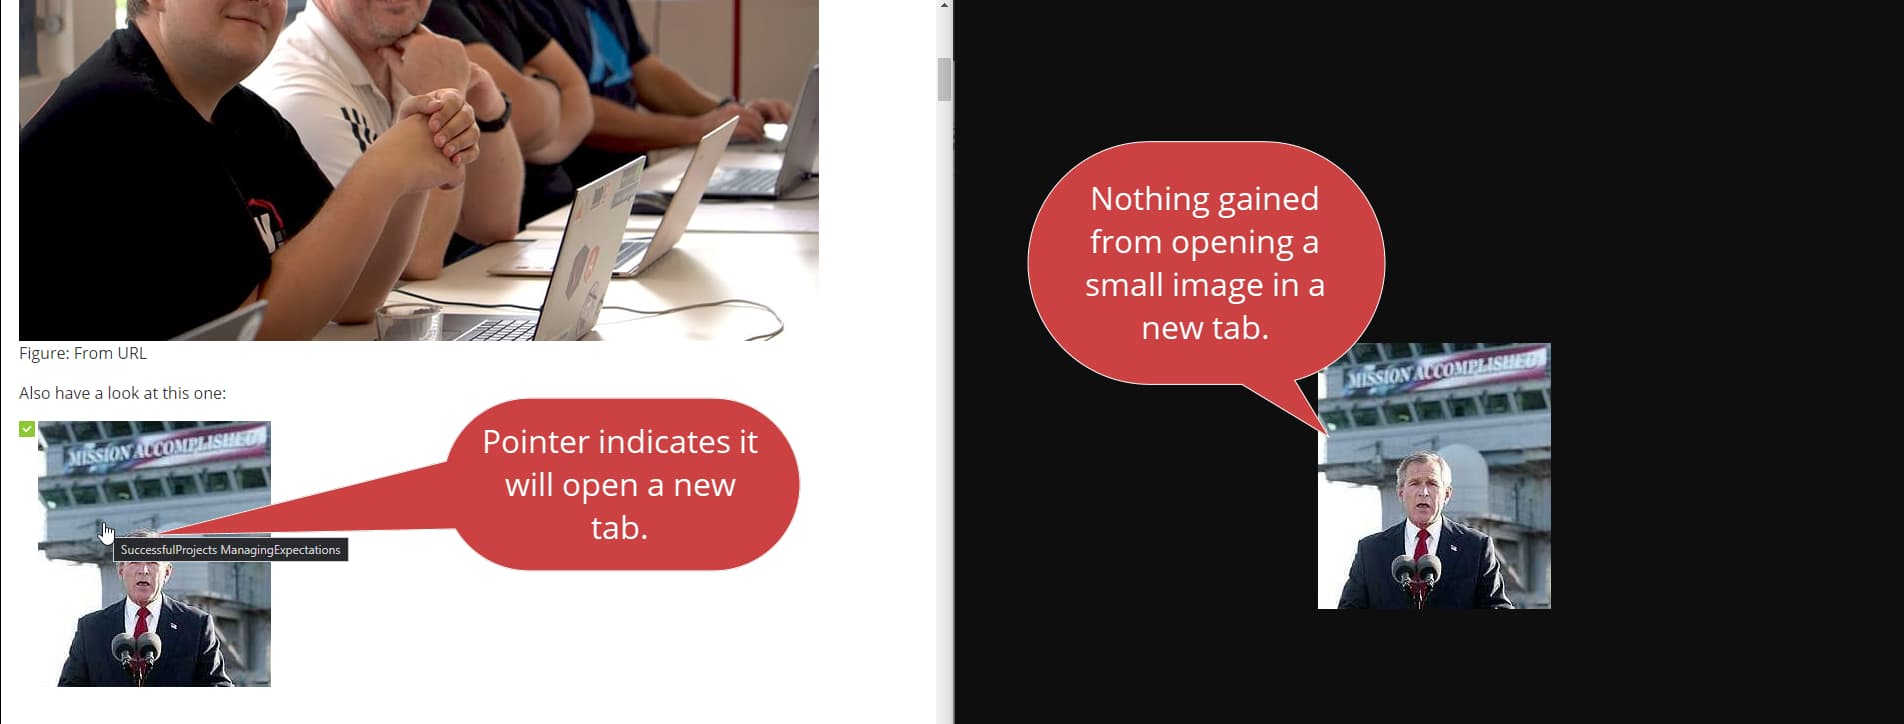 Figure: From URL
Also have a look at this one:
MISSION ACCOMPLISHED
SuccessfulProjects ManagingExpectations
Pointer indicates it
will open a new
tab.
Nothing gained
from opening a
small image in a
new tab.
MISSION ACCOMPLISHED